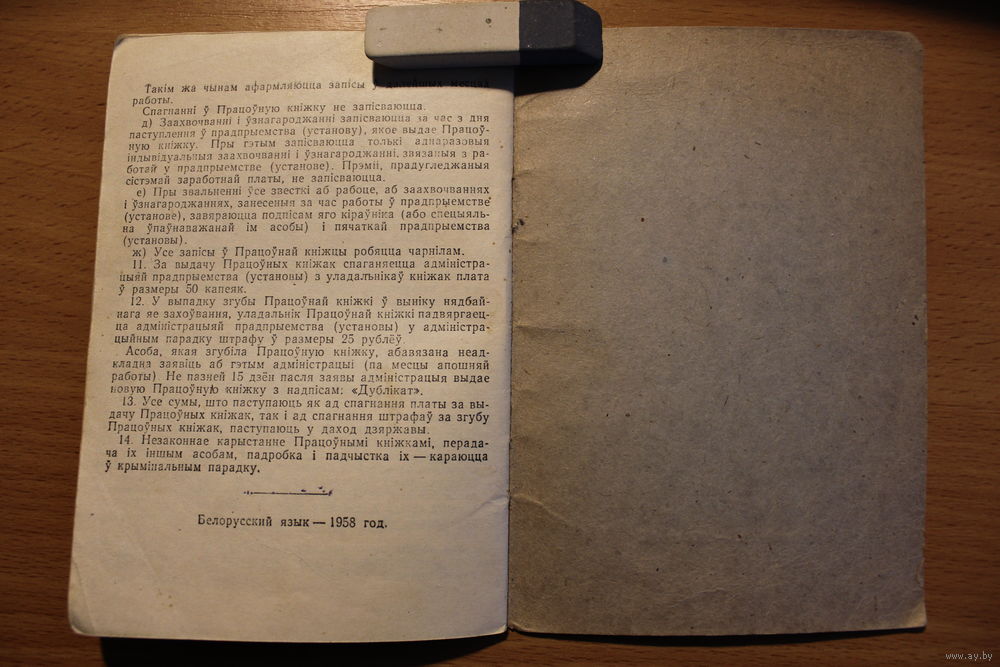 Такім жа чынам афармляюцца запісы ў далейшых месцах
работы.
Спагнанні ў Працоўную кніжку не запісваюцца.
д) Заахвочванні і ўзнагароджанні запісваюцца за час з дня
паступлення ў прадпрыемства (установу), якое выдае Працоў-
ную кніжку. Пры гэтым запісваюцца толькі аднаразовыя
індывідуальныя заахвочванні і ўзнагароджанні, звязаныя з ра-
ботай у прадпрыемстве (установе). Прэміі, прадугледжаныя
сістэмай заработнай платы, не запісваюцца.
е) Пры звальненні ўсе звесткі аб рабоце, аб заахвочваннях
і ўзнагароджаннях, занесеныя за час работы ў прадпрыемстве
(установе), завяраюцца подпісам яго кіраўніка (або спецыяль-
на ўпаўнаважанай ім асобы) і пячаткай прадпрыемства
(установы).
ж) Усе запісы ў Працоўнай кніжцы робяцца чарнілам.
11. За выдачу Працоўных кніжак спаганяецца адміністра-
цыяй прадпрыемства (установы) з уладальнікаў кніжак плата
ў размеры 50 капеяк.
12. У выпадку згубы Працоўнай кніжкі ў выніку нядбай-
нага яе захоўвання, уладальнік Працоўнай кніжкі падвяргаец-
ца адміністрацыяй прадпрыемства (установы) у адміністра-
цыйным парадку штрафу ў размеры 25 рублёў.
Асоба, якая згубіла Працоўную кніжку, абавязана неад-
кладна заявіць аб гэтым адміністрацыі (па месцы апошняй
работы). Не пазней 15 дзён пасля заявы адміністрацыя выдае
новую Працоўную кніжку з надпісам: «Дублікат».
13. Усе сумы, што паступаюць як ад спагнання платы за вы-
дачу Працоўных кніжак, так і ад спагнання штрафаў за згубу
Працоўных кніжак, паступаюць у даход дзяржавы.
14. Незаконнае карыстанне Працоўнымі кніжкамі, перада-
ча іх іншым асобам, падробка і падчыстка іх — караюцца
ў крымінальным парадку.
Белорусский язык — 1958 год.
www.ay.by